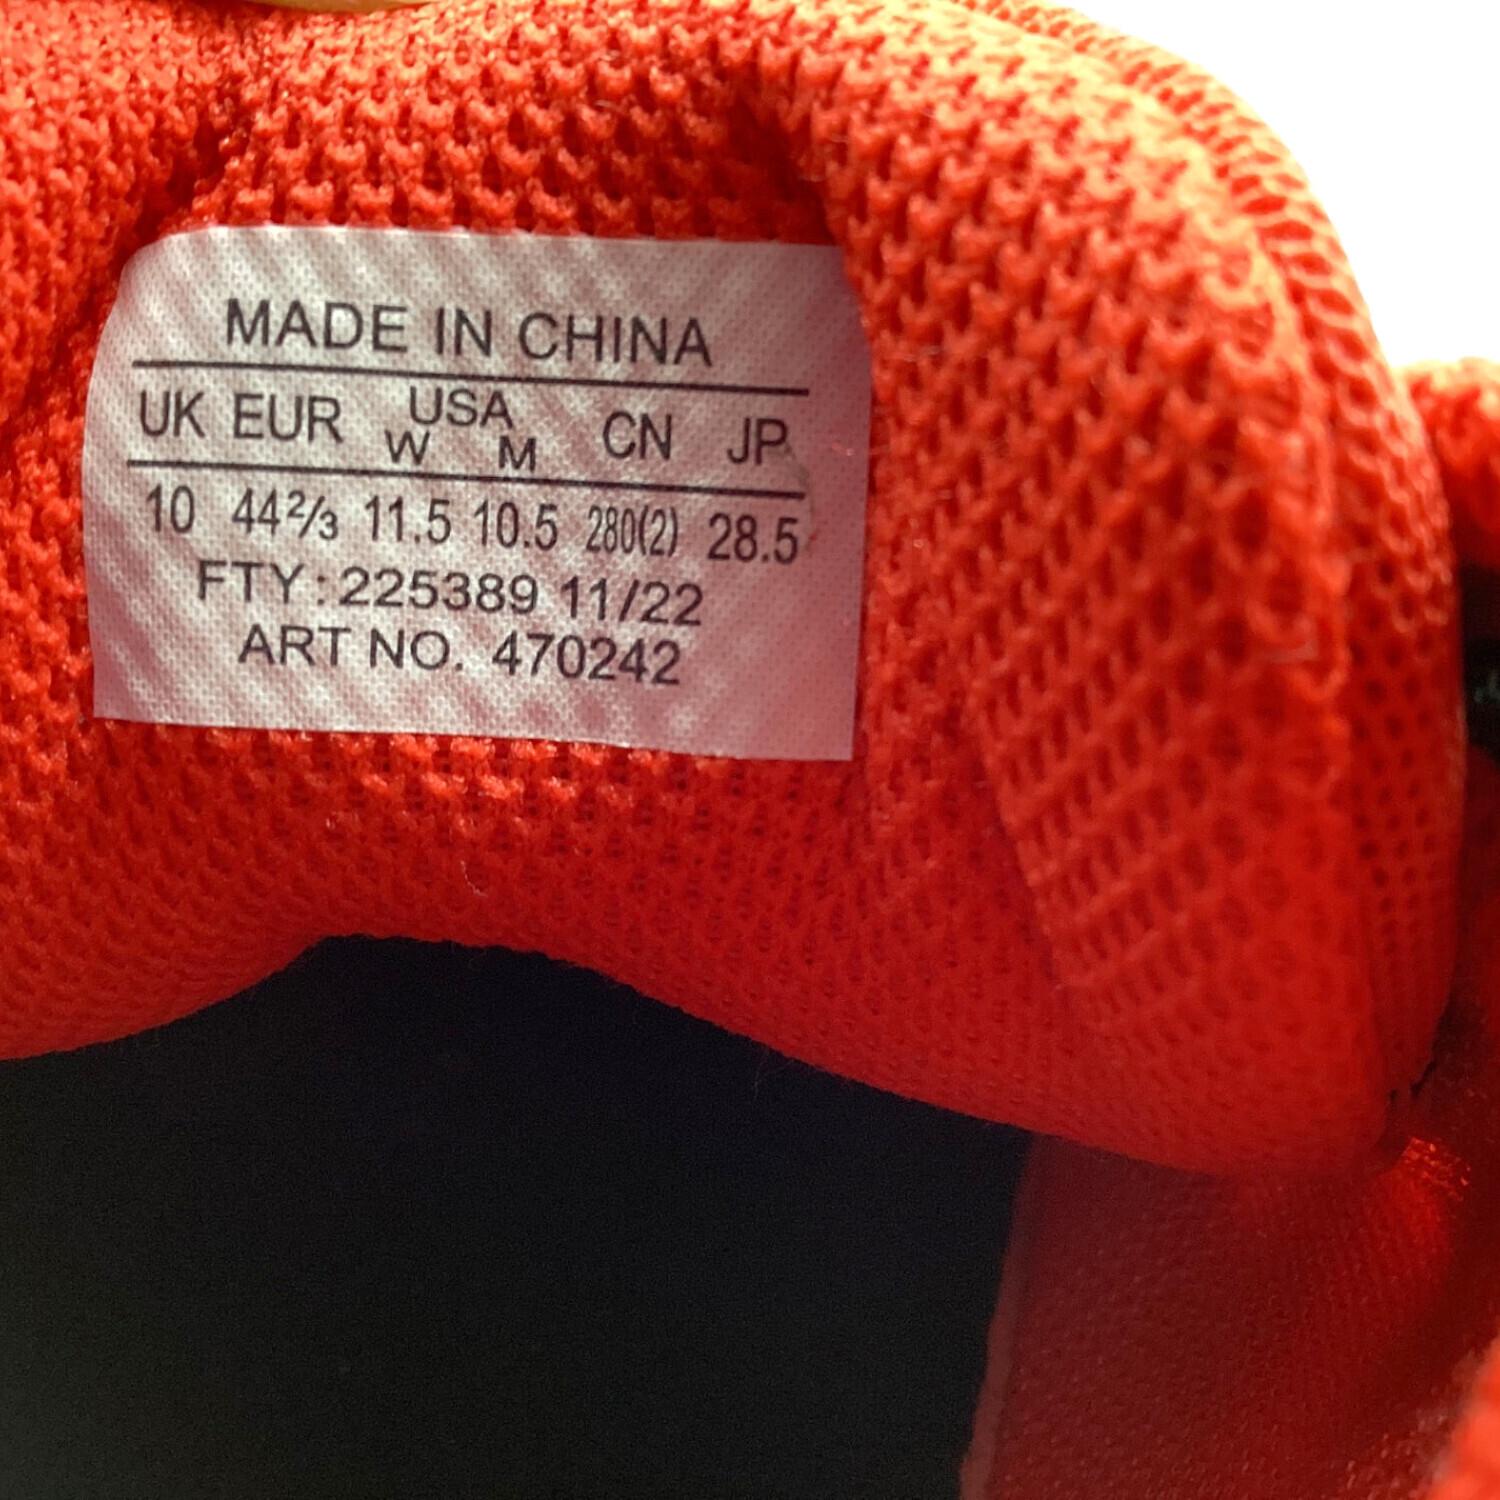 MADE IN CHINA
UK EUR USA CN JP
W M
10 44⅔ 11.5 10.5 280(2) 28.5
FTY: 225389 11/22
ART NO. 470242